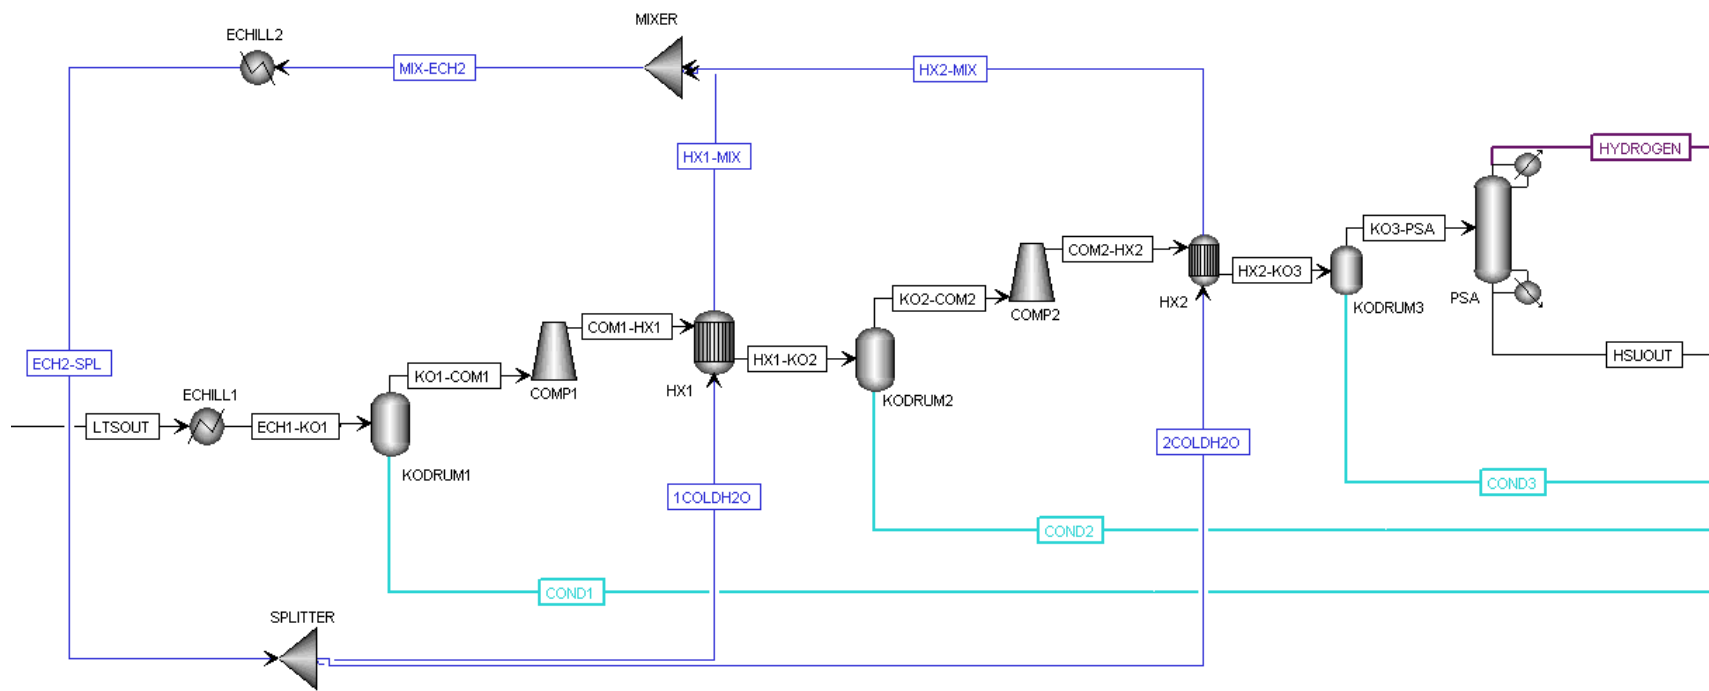 MIXER
ECHILL2
MIX-ECH2
HX2-MIX
HYDROGEN
HX1-MIX
KO3-PSA
COM2-HX2
HX2-KO3
PSA
HX2
KODRUM3
KO2-COM2
COMP2
COM1-HX1
HSUOUT
HX1-KO2
ECH2-SPL
KO1-COM1
COMP1
HX1
ECHILL1
KODRUM2
LTSOUT
ECH1-KO1
2COLDH2O
KODRUM1
COND3
1COLDH2O
COND2
COND1
SPLITTER